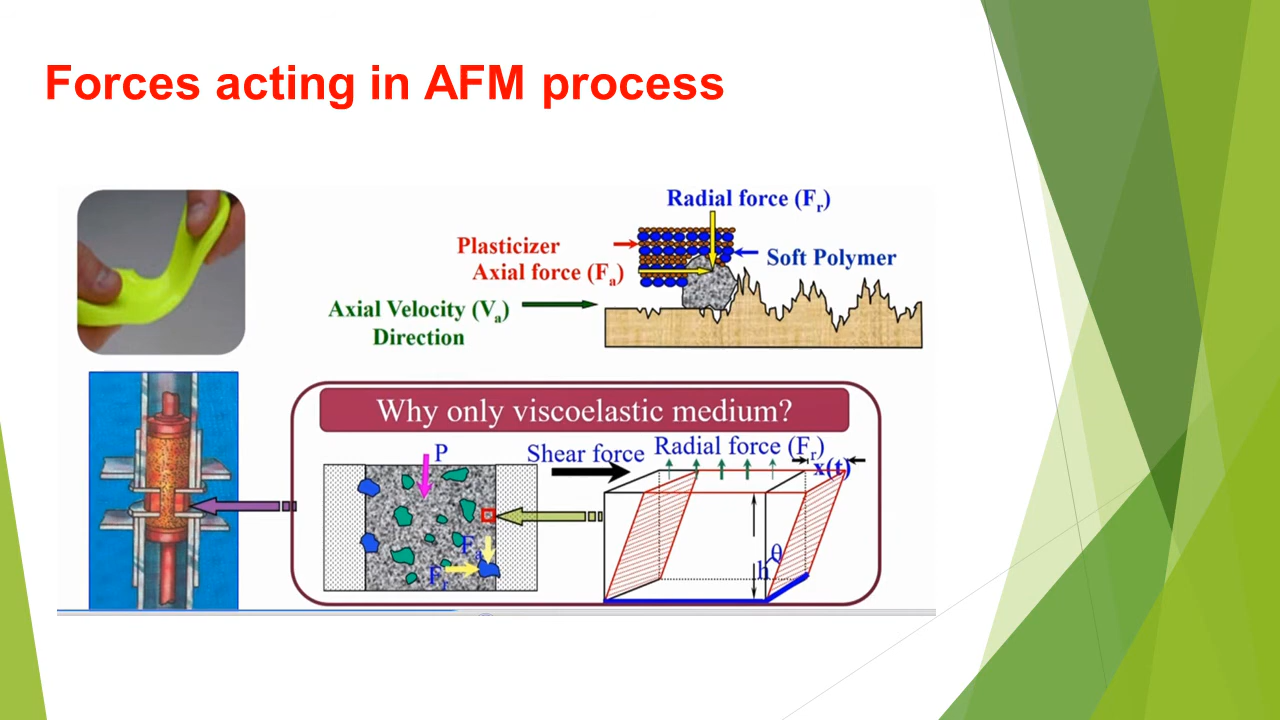 Forces acting in AFM process
Radial force (Fr)
Plasticizer
Soft Polymer
Axial force (Fa)
Axial Velocity (Va)
Direction
Why only viscoelastic medium?
P
Shear force
Radial force (Fr)
x(t)
θ
h
Fr